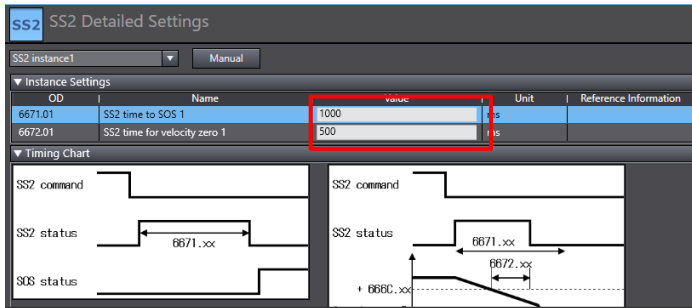 SS2 SS2 Detailed Settings
SS2 instance1 ▼ Manual
▼ Instance Settings
OD Name Value Unit Reference Information
6671.01 SS2 time to SOS 1 1000 ms
6672.01 SS2 time for velocity zero 1 500 ms
▼ Timing Chart
SS2 command SS2 command
SS2 status 6671.xx SS2 status 6671.xx
6672.xx
SOS status + 666C.xx